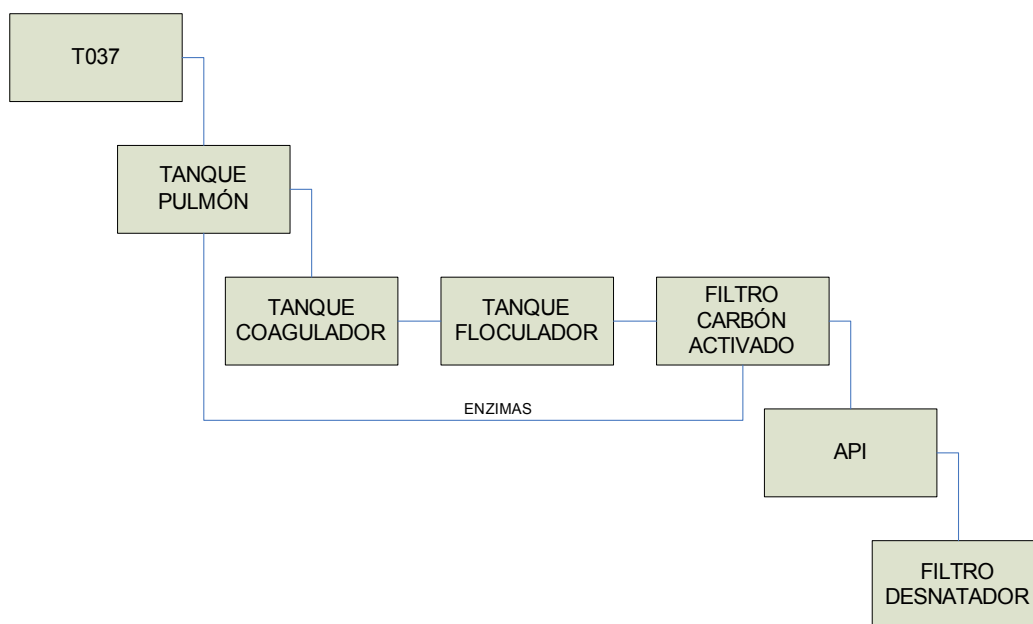 T037
TANQUE
PULMÓN
TANQUE
COAGULADOR
TANQUE
FLOCULADOR
FILTRO
CARBÓN
ACTIVADO
ENZIMAS
API
FILTRO
DESNATADOR